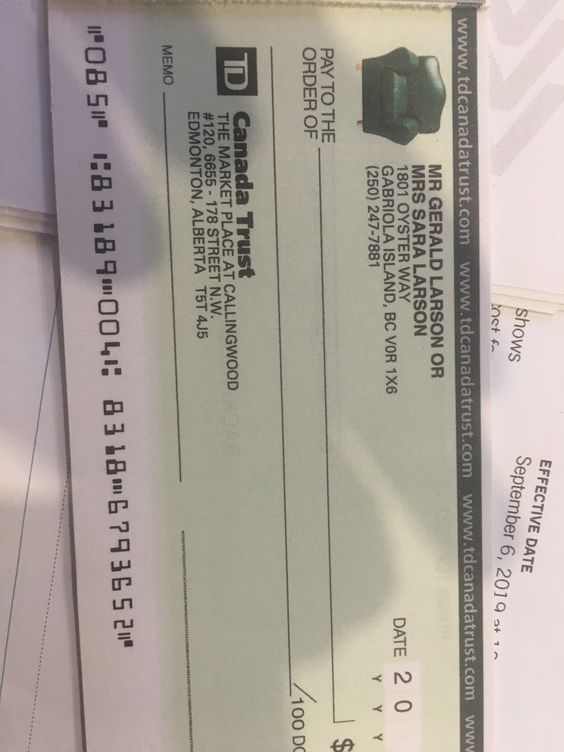 www.tdcanadatrust.com www.tdcanadatrust.com www.tdcanadatrust.com www
MR GERALD LARSON OR
MRS SARA LARSON
1801 OYSTER WAY
GABRIOLA ISLAND, BC V0R 1X6
(250) 247-7881
DATE 2 0
Y Y Y
PAY TO THE
ORDER OF
$
/100 DO
TD Canada Trust
THE MARKET PLACE AT CALLINGWOOD
#120, 6655 - 178 STREET N.W.
EDMONTON, ALBERTA T5T 4J5
MEMO
⑈085⑈ ⑆83189⑉004⑆ 8318⑉6793652⑈
shows
EFFECTIVE DATE
September 6, 2019 at
BACK